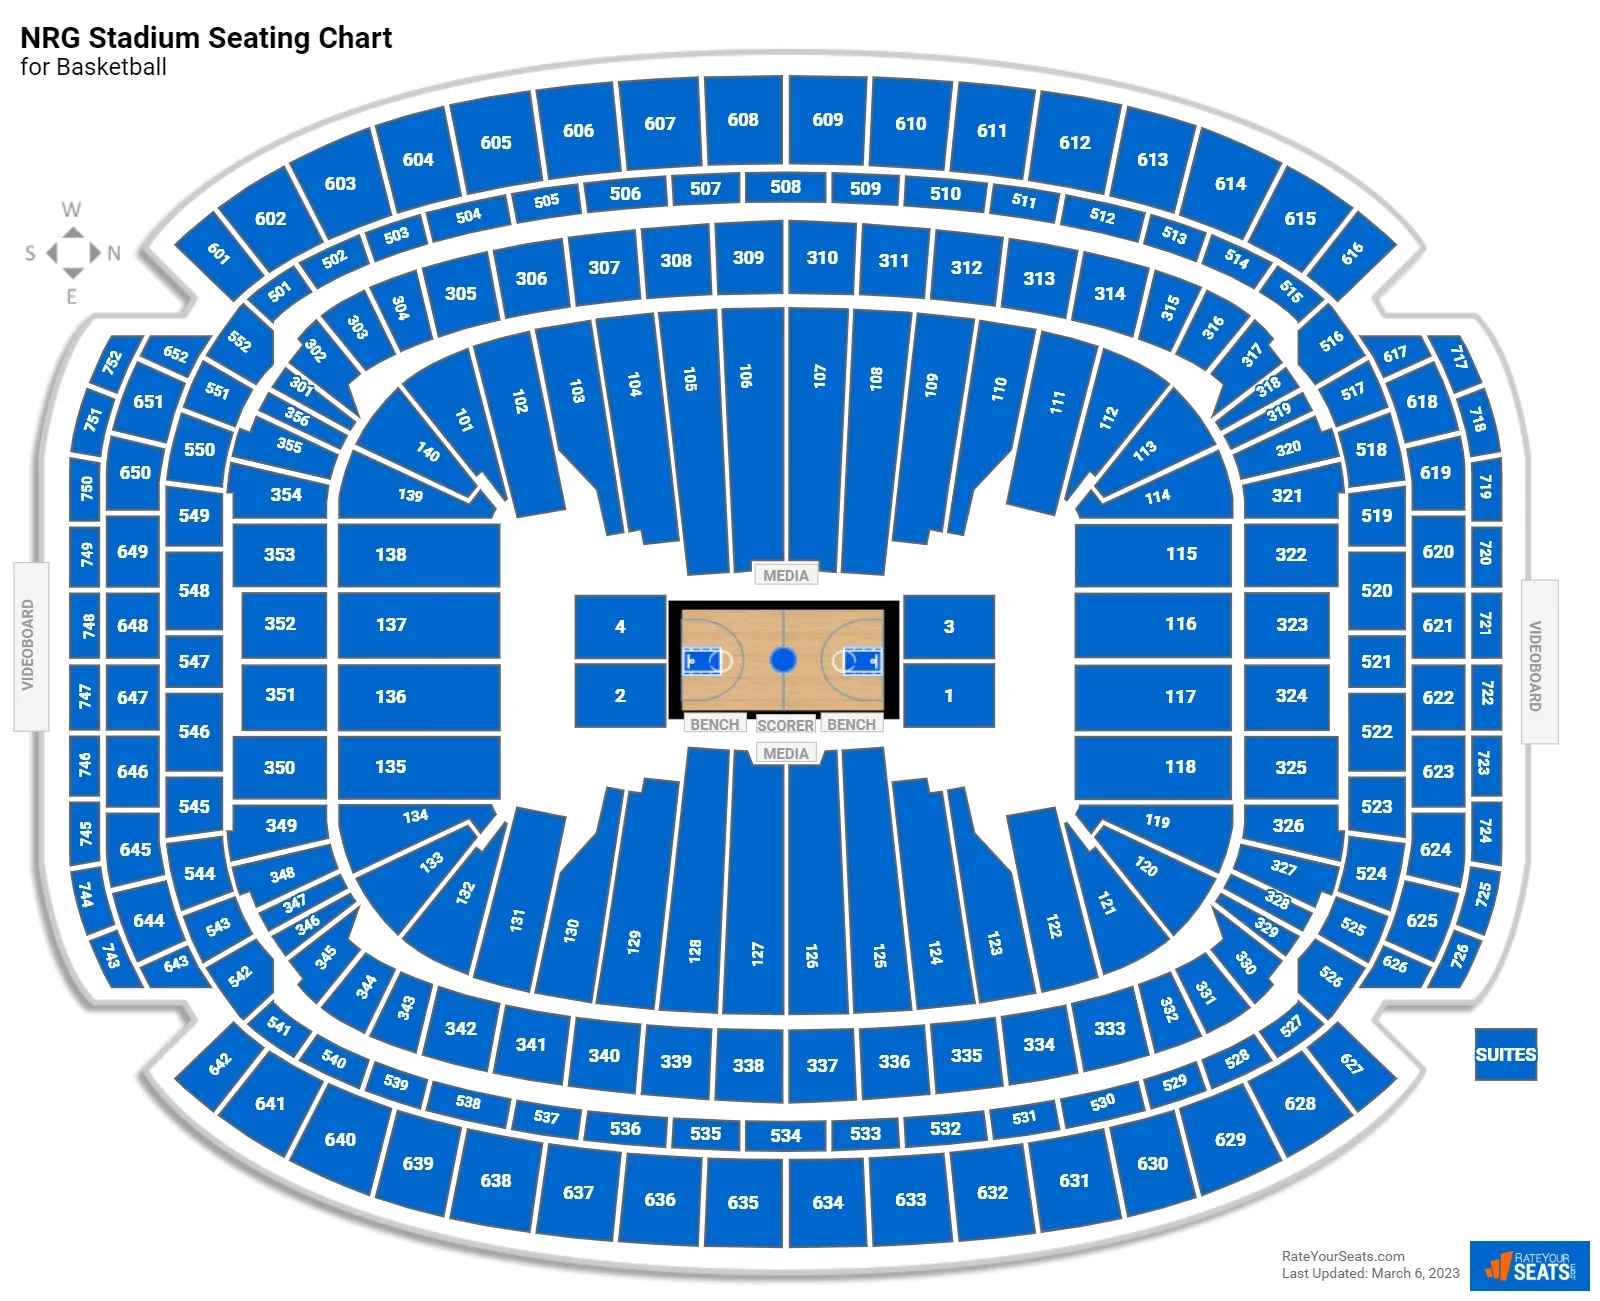 NRG Stadium Seating Chart
for Basketball
W
S N
E
601 602 603 604 605 606 607 608 609 610 611 612 613 614 615 616
501 502 503 504 505 506 507 508 509 510 511 512 513 514 515
301 302 303 304 305 306 307 308 309 310 311 312 313 314 315 316 317 318 319
101 102 103 104 105 106 107 108 109 110 111 112 113 114
752 751 750 749 748 747 746 745 744 743
652 651 650 649 648 647 646 645 644 643
552 551 550 549 548 547 546 545 544 543 542
356 355 354 353 352 351 350 349 348 347 346
140 139 138 137 136 135 134 133
VIDEOBOARD
MEDIA
4 3
2 1
BENCH SCORER BENCH
MEDIA
115 116 117 118 119 120
320 321 322 323 324 325 326 327 328 329
516 517 518 519 520 521 522 523 524 525 526
617 618 619 620 621 622 623 624 625 626
717 718 719 720 721 722 723 724 725 726
VIDEOBOARD
132 131 130 129 128 127 126 125 124 123 122 121
345 344 343 342 341 340 339 338 337 336 335 334 333 332 331 330
541 540 539 538 537 536 535 534 533 532 531 530 529 528 527
642 641 640 639 638 637 636 635 634 633 632 631 630 629 628 627
SUITES
RateYourSeats.com
Last Updated: March 6, 2023
RATEYOUR
SEATS.COM